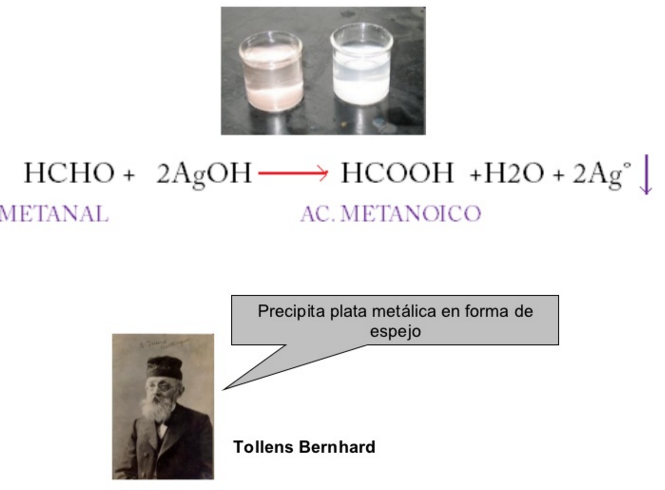 HCHO + 2AgOH → HCOOH +H2O + 2Ag° ↓
METANAL AC. METANOICO
Precipita plata metálica en forma de
espejo
Tollens Bernhard